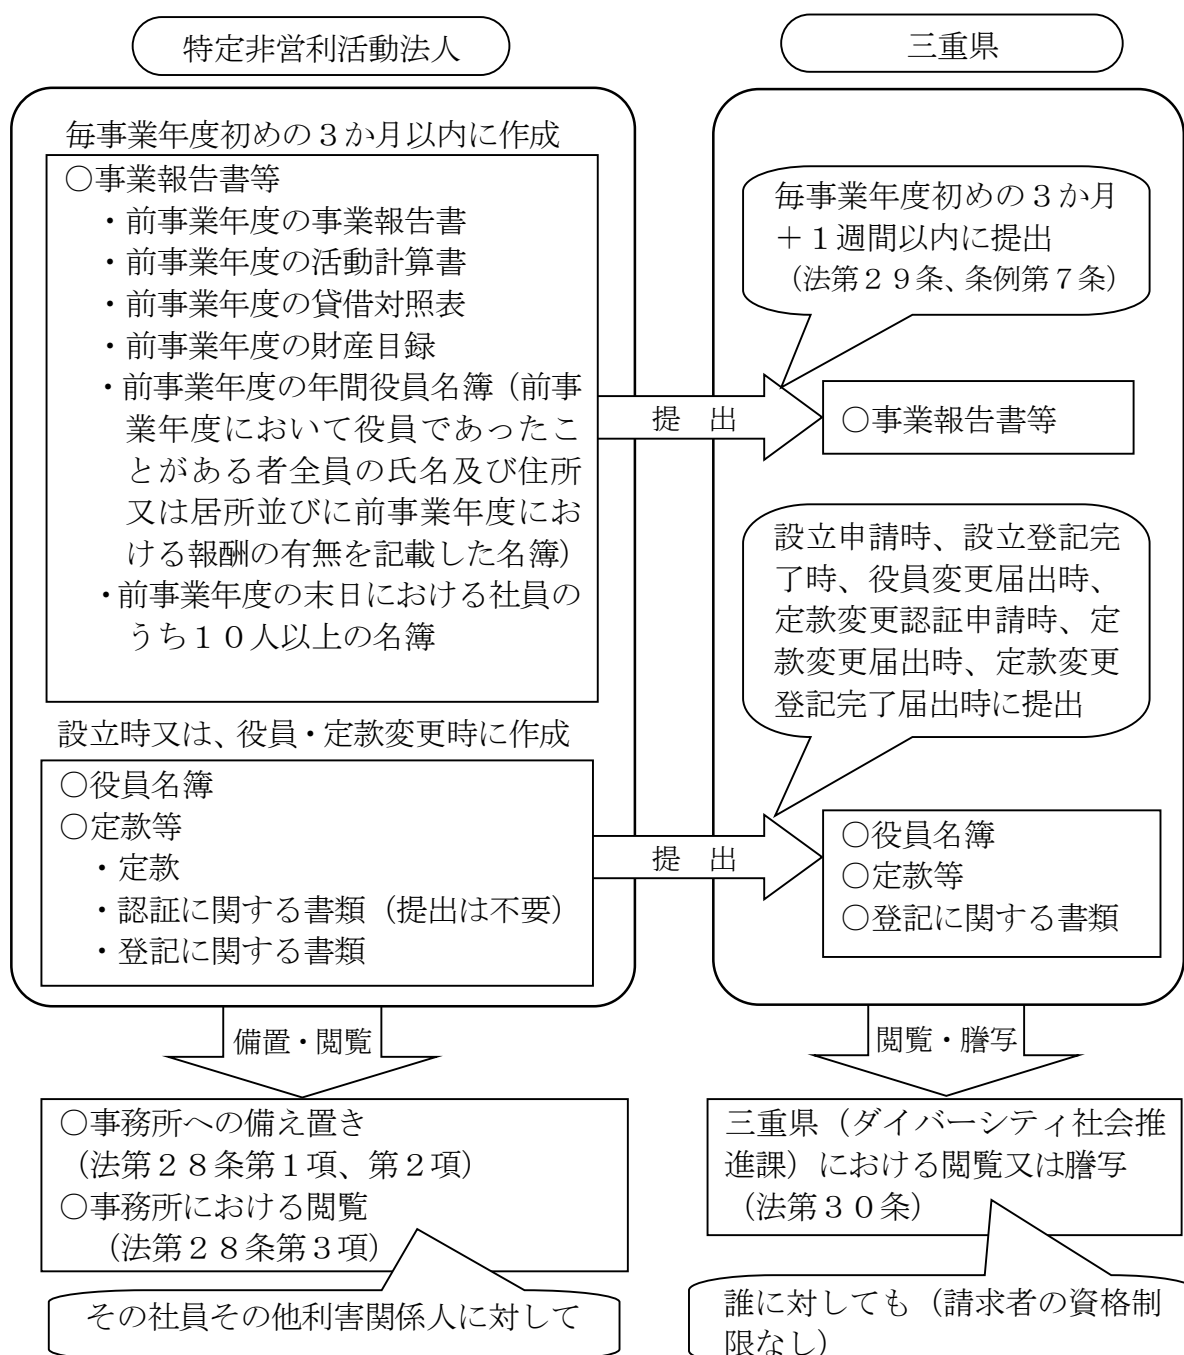 特定非営利活動法人
毎事業年度初めの３か月以内に作成
○事業報告書等
・前事業年度の事業報告書
・前事業年度の活動計算書
・前事業年度の貸借対照表
・前事業年度の財産目録
・前事業年度の年間役員名簿（前事
業年度において役員であったこ
とがある者全員の氏名及び住所
又は居所並びに前事業年度にお
ける報酬の有無を記載した名簿）
・前事業年度の末日における社員の
うち１０人以上の名簿
設立時又は、役員・定款変更時に作成
○役員名簿
○定款等
・定款
・認証に関する書類（提出は不要）
・登記に関する書類
提　出
提　出
三重県
毎事業年度初めの３か月
＋１週間以内に提出
（法第２９条、条例第７条）
○事業報告書等
設立申請時、設立登記完
了時、役員変更届出時、
定款変更認証申請時、定
款変更届出時、定款変更
登記完了届出時に提出
○役員名簿
○定款等
○登記に関する書類
備置・閲覧
○事務所への備え置き
（法第２８条第１項、第２項）
○事務所における閲覧
（法第２８条第３項）
その社員その他利害関係人に対して
閲覧・謄写
三重県（ダイバーシティ社会推
進課）における閲覧又は謄写
（法第３０条）
誰に対しても（請求者の資格制
限なし）